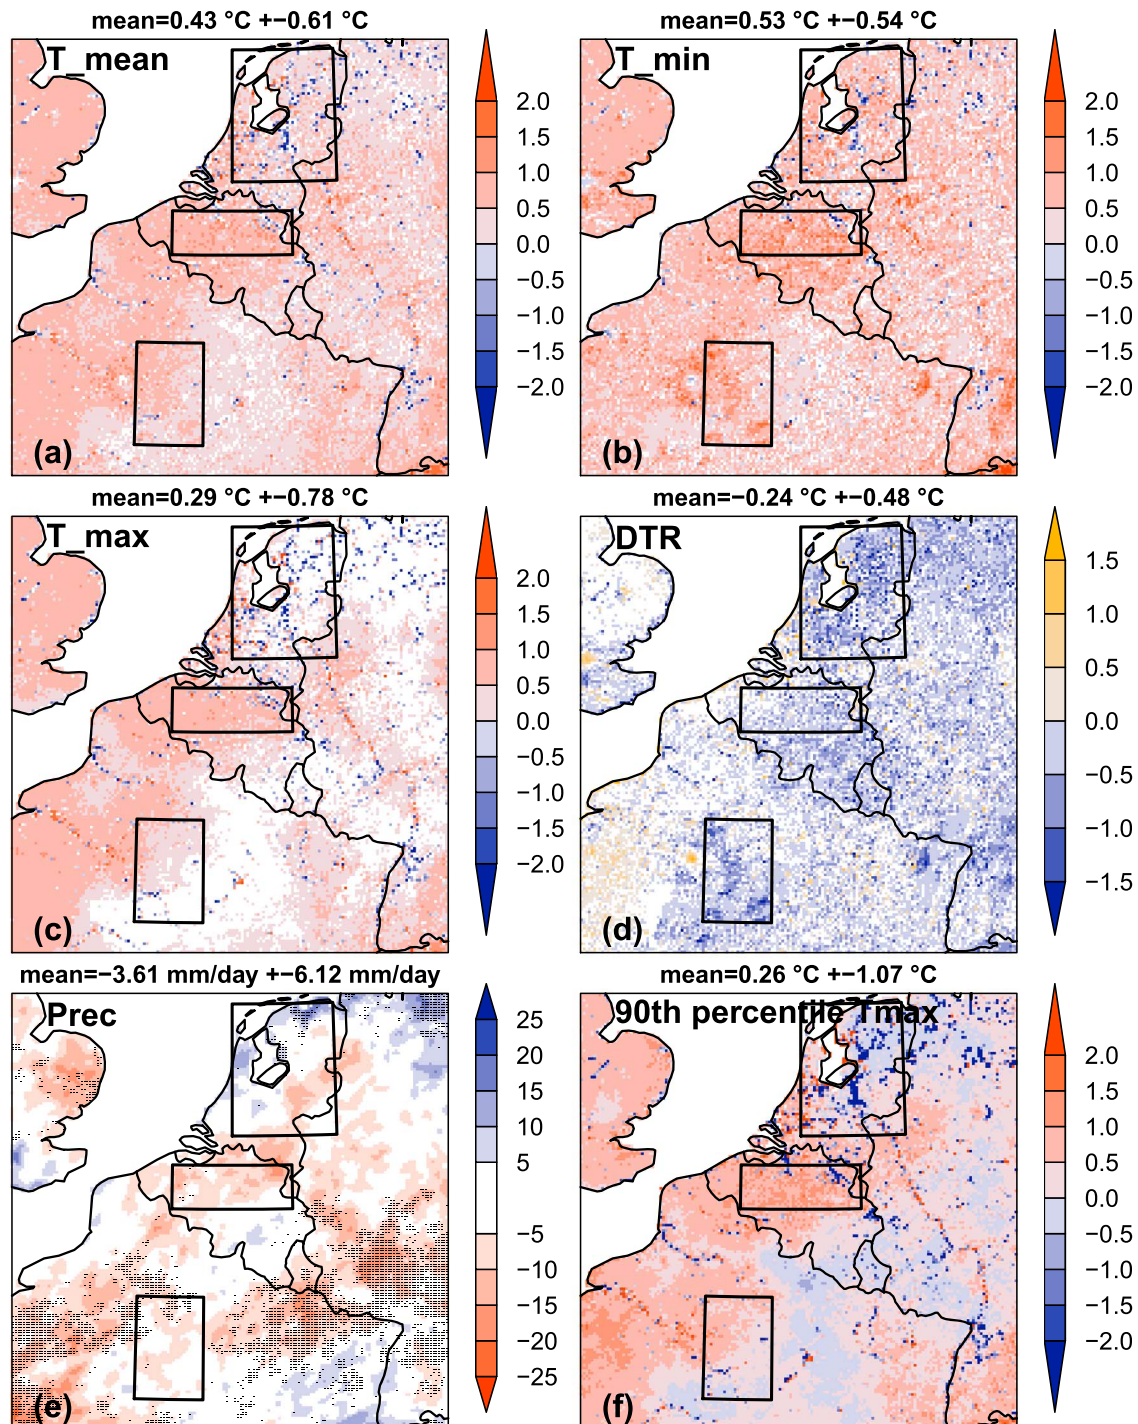 mean=0.43 °C +−0.61 °C
T_mean
2.0
1.5
1.0
0.5
0.0
−0.5
−1.0
−1.5
−2.0
(a)
mean=0.53 °C +−0.54 °C
T_min
2.0
1.5
1.0
0.5
0.0
−0.5
−1.0
−1.5
−2.0
(b)
mean=0.29 °C +−0.78 °C
T_max
2.0
1.5
1.0
0.5
0.0
−0.5
−1.0
−1.5
−2.0
(c)
mean=−0.24 °C +−0.48 °C
DTR
1.5
1.0
0.5
0.0
−0.5
−1.0
−1.5
(d)
mean=−3.61 mm/day +−6.12 mm/day
Prec
25
20
15
10
5
−5
−10
−15
−20
−25
(e)
mean=0.26 °C +−1.07 °C
90th percentile Tmax
2.0
1.5
1.0
0.5
0.0
−0.5
−1.0
−1.5
−2.0
(f)